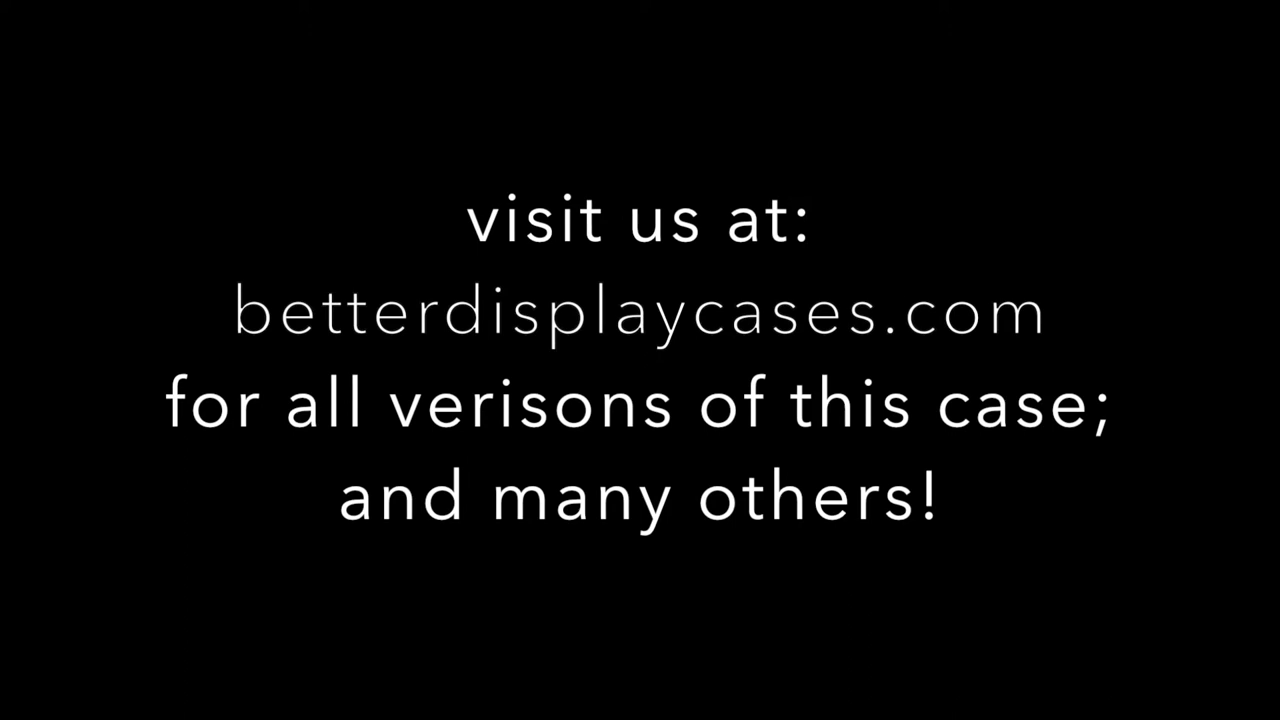 visit us at:
betterdisplaycases.com
for all verisons of this case;
and many others!